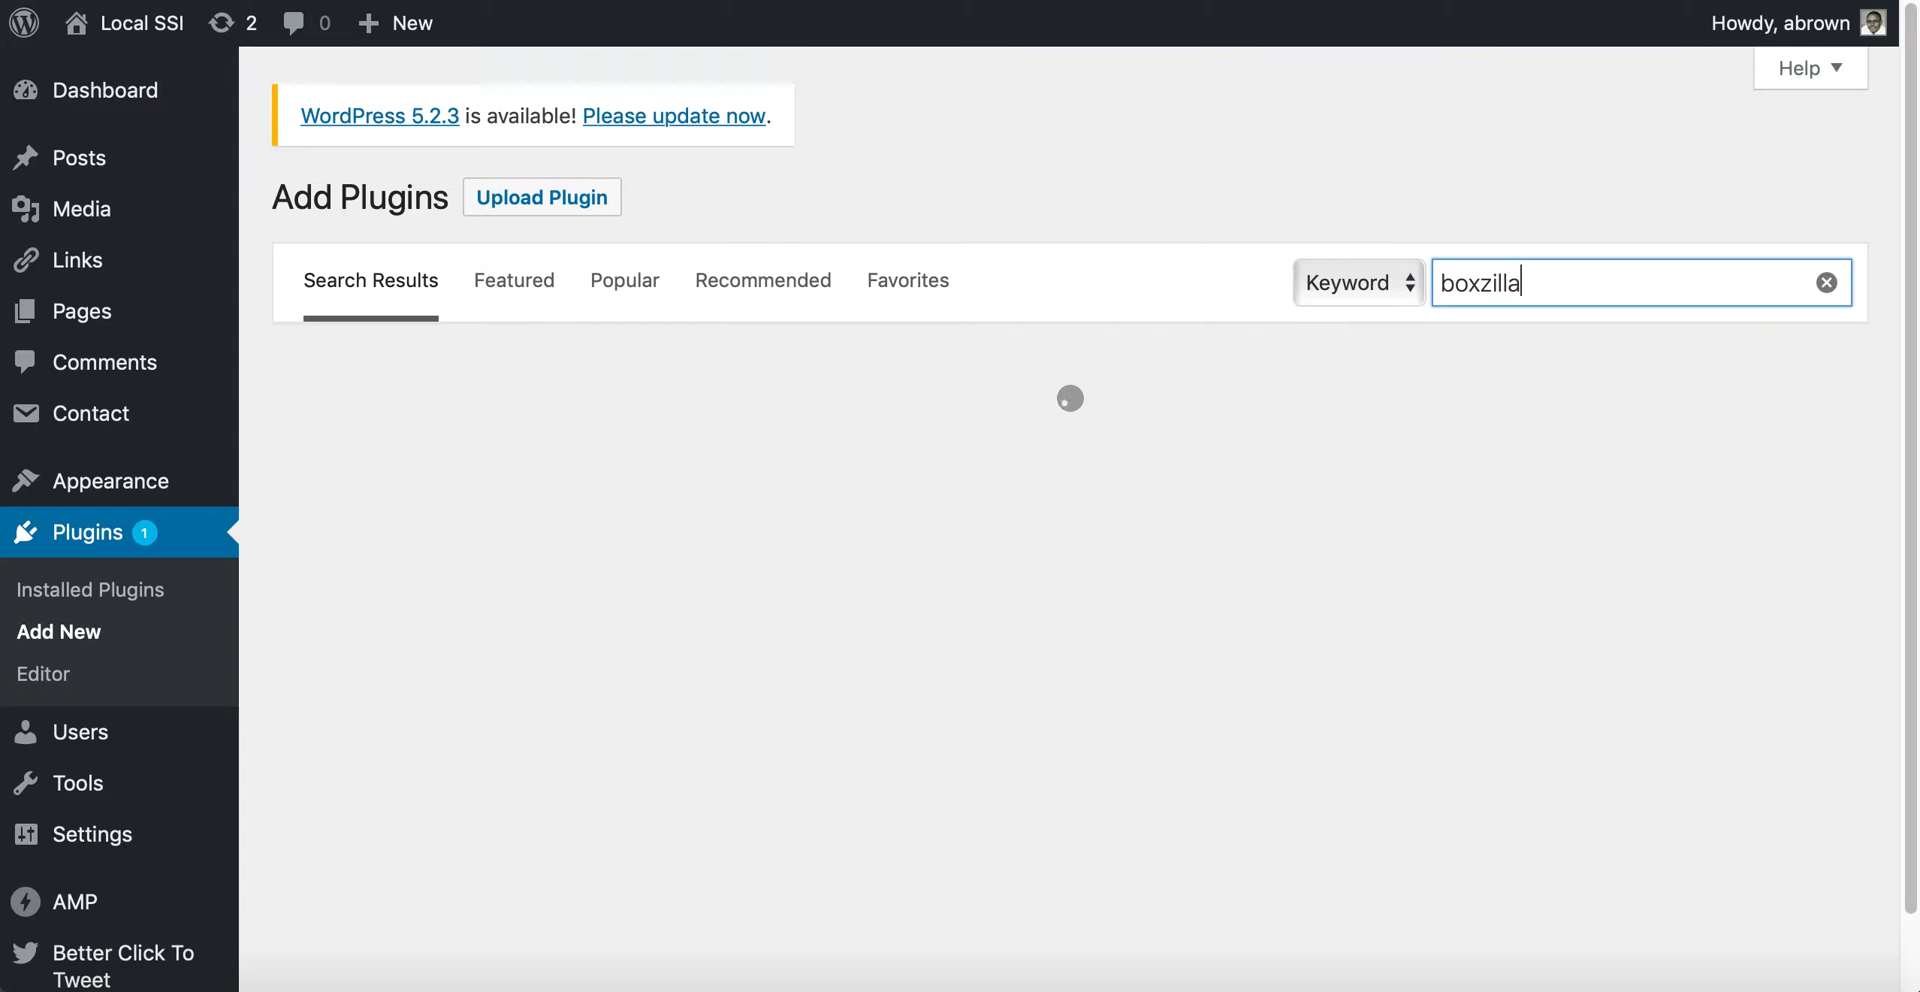 Local SSI 2 0 New Howdy, abrown
Help
Dashboard
Posts
Media
Links
Pages
Comments
Contact
Appearance
Plugins 1
Installed Plugins
Add New
Editor
Users
Tools
Settings
AMP
Better Click To
Tweet
WordPress 5.2.3 is available! Please update now.
Add Plugins Upload Plugin
Search Results Featured Popular Recommended Favorites Keyword boxzilla